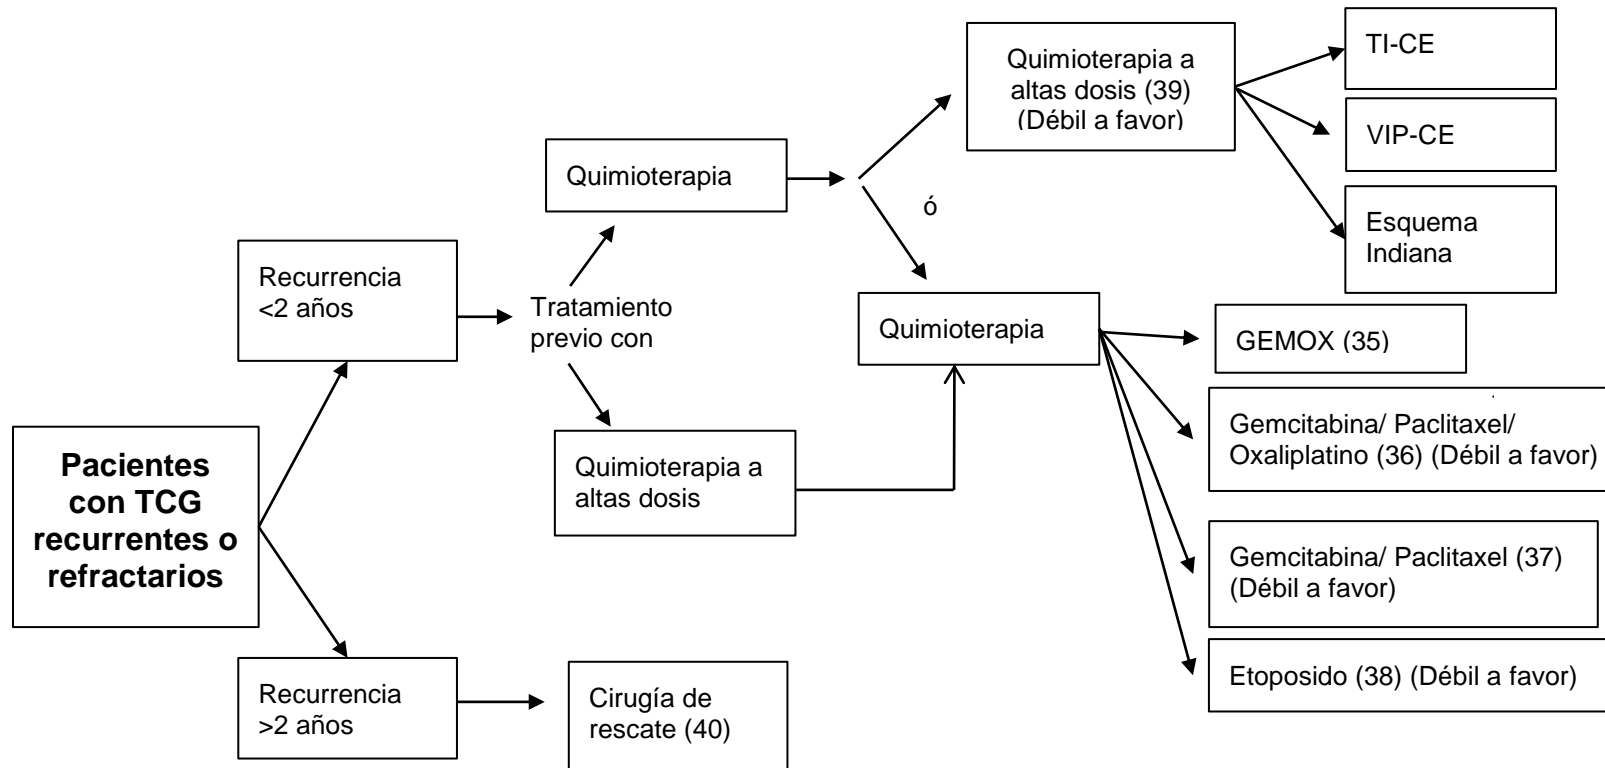 Pacientes
con TCG
recurrentes o
refractarios
Recurrencia
<2 años
Recurrencia
>2 años
Tratamiento
previo con
Quimioterapia
Quimioterapia a
altas dosis
Cirugía de
rescate (40)
ó
Quimioterapia a
altas dosis (39)
(Débil a favor)
Quimioterapia
TI-CE
VIP-CE
Esquema
Indiana
GEMOX (35)
Gemcitabina/ Paclitaxel/
Oxaliplatino (36) (Débil a favor)
Gemcitabina/ Paclitaxel (37)
(Débil a favor)
Etoposido (38) (Débil a favor)